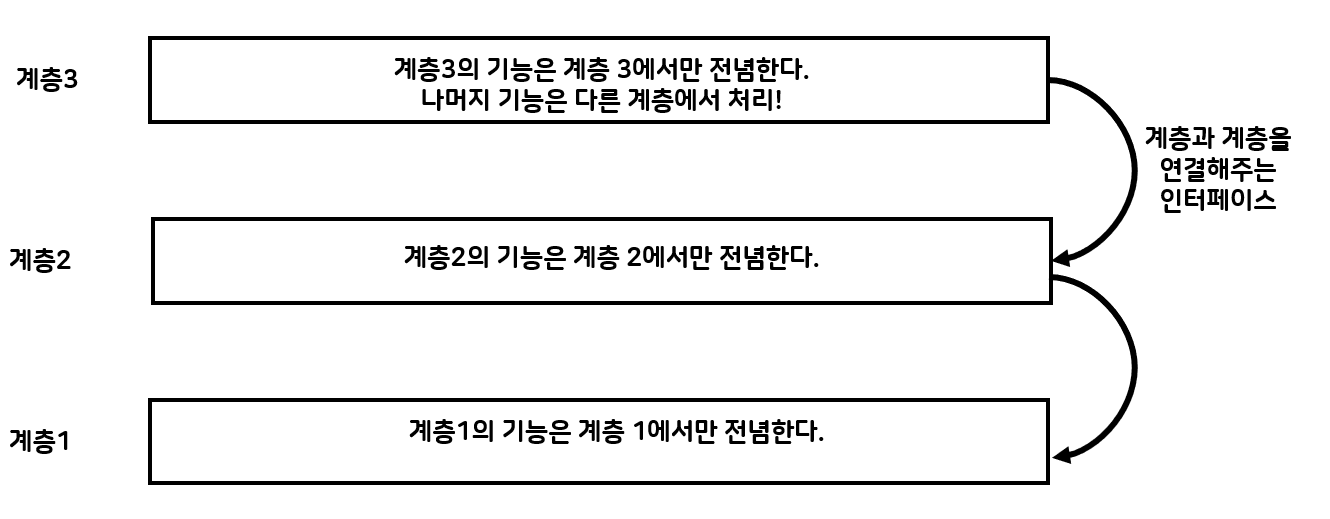 계층3
계층3의 기능은 계층 3에서만 전념한다.
나머지 기능은 다른 계층에서 처리!
계층과 계층을
연결해주는
인터페이스
계층2
계층2의 기능은 계층 2에서만 전념한다.
계층1
계층1의 기능은 계층 1에서만 전념한다.